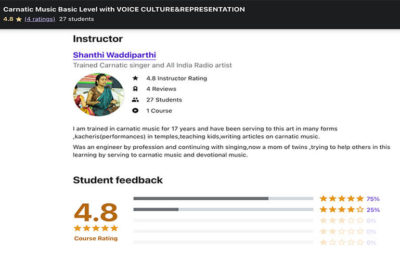 Carnatic Music Basic Level with VOICE CULTURE&REPRESENTATION
4.8 ★ (4 ratings) 27 students
Instructor
Shanthi Waddiparthi
Trained Carnatic singer and All India Radio artist
4.8 Instructor Rating
4 Reviews
27 Students
1 Course
I am trained in carnatic music for 17 years and have been serving to this art in many forms
,kacheris(performances) in temples,teaching kids,writing articles on carnatic music.
Was an engineer by profession and continuing with singing,now a mom of twins ,trying to help others in this
learning by serving to carnatic music and devotional music.
Student feedback
4.8
Course Rating
75%
25%
0%
0%
0%